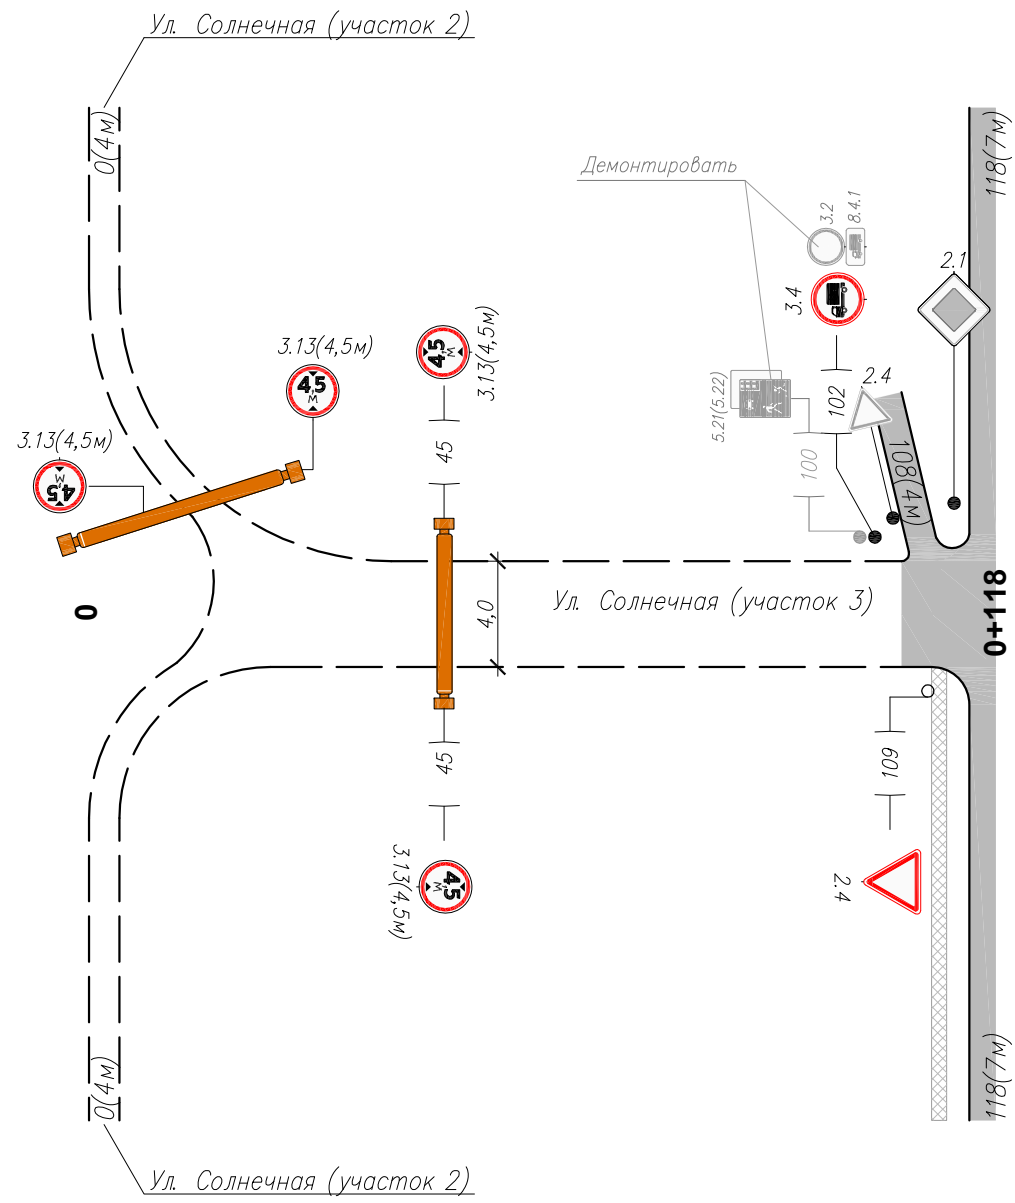 Ул. Солнечная (участок 2)
0(4м)
118(7м)
Демонтировать
3.2
8.4.1
2.1
3.4
3.13(4,5м)
4,5
м
3.13(4,5м)
4,5
м
2.4
5.21(5.22)
102
3.13(4,5м)
4,5
м
45
100
108(4м)
0
4,0
Ул. Солнечная (участок 3)
0+118
45
109
3.13(4,5м)
4,5
м
2.4
0(4м)
118(7м)
Ул. Солнечная (участок 2)